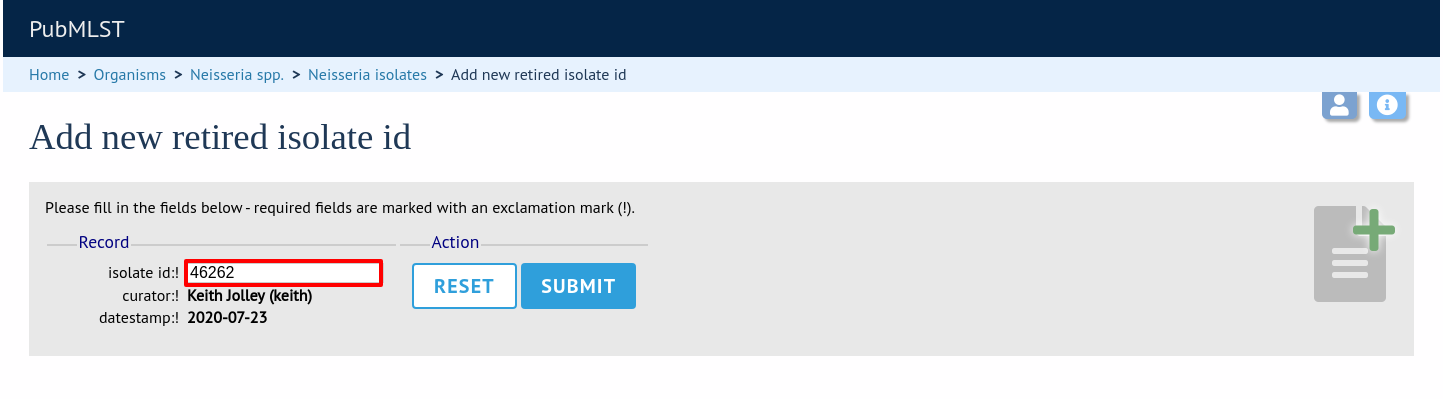 PubMLST
Home > Organisms > Neisseria spp. > Neisseria isolates > Add new retired isolate id
Add new retired isolate id
Please fill in the fields below - required fields are marked with an exclamation mark (!).
Record
isolate id:! 46262
curator:! Keith Jolley (keith)
datestamp:! 2020-07-23
Action
RESET SUBMIT